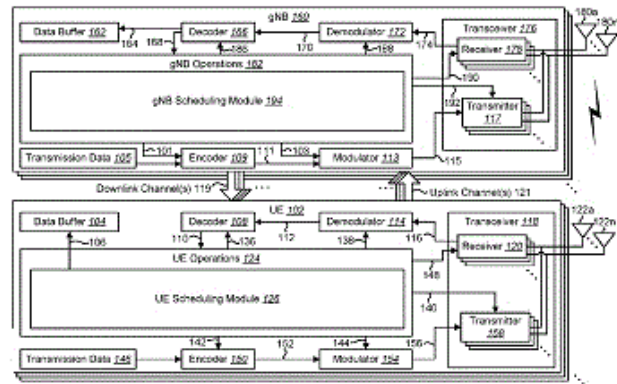 gNB 160
180a
180n
Data Buffer 162
Decoder 166
Demodulator 172
Transceiver 176
Receiver 178
164
168
186
170
188
174
gNB Operations 182
190
gNB Scheduling Module 194
192
Transmitter
117
101
103
Transmission Data 105
Encoder 109
111
Modulator 113
115
Downlink Channel(s) 119
Uplink Channel(s) 121
UE 102
122a
122n
Data Buffer 104
Decoder 108
Demodulator 114
Transceiver 118
Receiver 120
106
110
136
112
138
116
UE Operations 124
148
UE Scheduling Module 126
140
Transmitter
158
142
152
144
156
Transmission Data 146
Encoder 150
Modulator 154